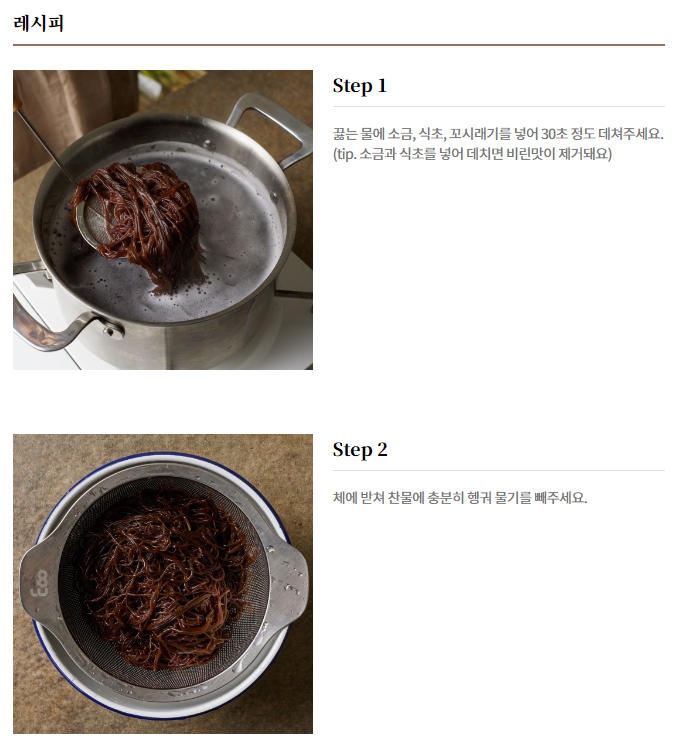 레시피
Step 1
끓는 물에 소금, 식초, 꼬시래기를 넣어 30초 정도 데쳐주세요.
(tip. 소금과 식초를 넣어 데치면 비린맛이 제거돼요)
Step 2
체에 받쳐 찬물에 충분히 헹궈 물기를 빼주세요.